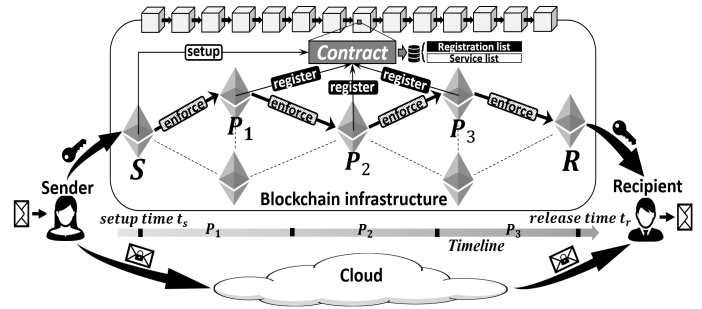 setup
Contract
Registration list
Service list
register
register
register
enforce
enforce
enforce
enforce
S
P1
P2
P3
R
Blockchain infrastructure
Sender
Recipient
setup time ts
release time tr
P1
P2
P3
Timeline
Cloud